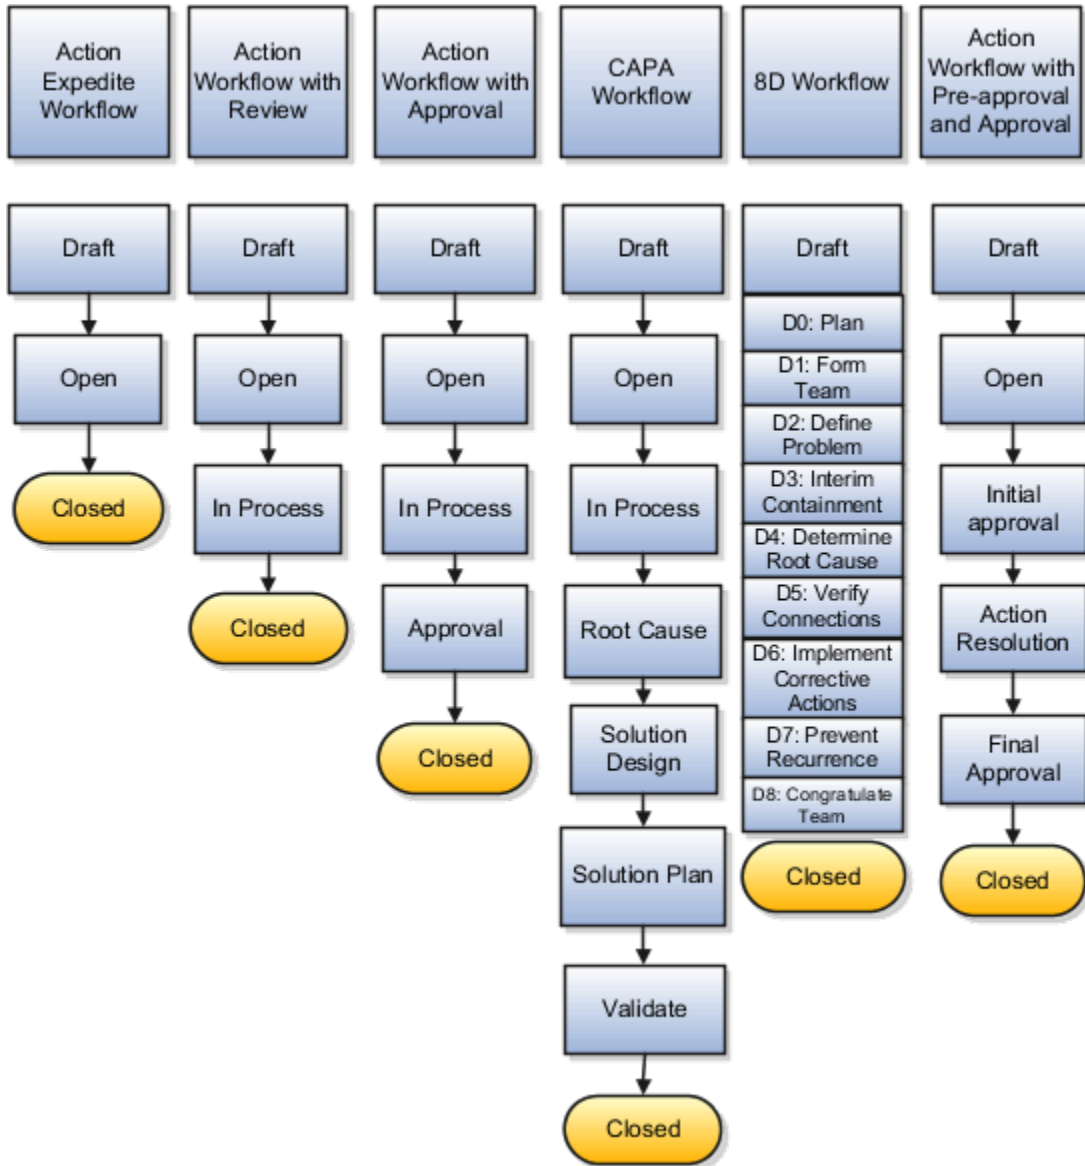 Action
Expedite
Workflow
Action
Workflow with
Review
Action
Workflow with
Approval
CAPA
Workflow
8D Workflow
Action
Workflow with
Pre-approval
and Approval
Draft
Open
Closed
Draft
Open
In Process
Closed
Draft
Open
In Process
Approval
Closed
Draft
Open
In Process
Root Cause
Solution
Design
Solution Plan
Validate
Closed
Draft
D0: Plan
D1: Form
Team
D2: Define
Problem
D3: Interim
Containment
D4: Determine
Root Cause
D5: Verify
Connections
D6: Implement
Corrective
Actions
D7: Prevent
Recurrence
D8: Congratulate
Team
Closed
Draft
Open
Initial
approval
Action
Resolution
Final
Approval
Closed